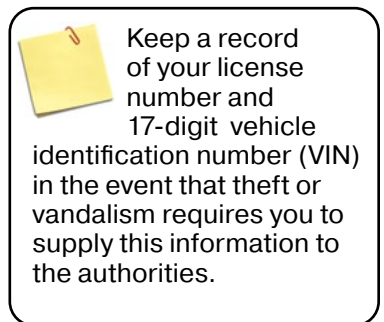 Keep a record
of your license
number and
17-digit vehicle
identification number (VIN)
in the event that theft or
vandalism requires you to
supply this information to
the authorities.